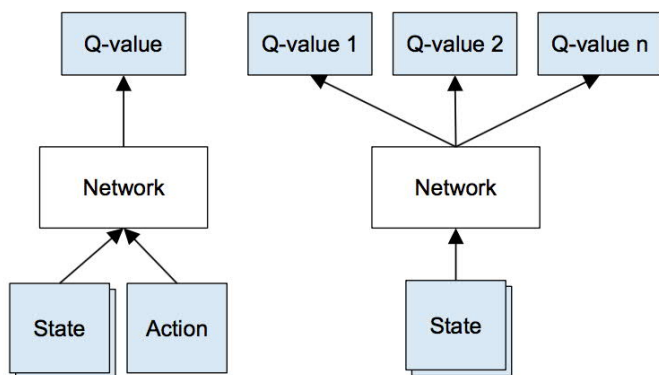 Q-value
Q-value 1
Q-value 2
Q-value n
Network
Network
State
Action
State